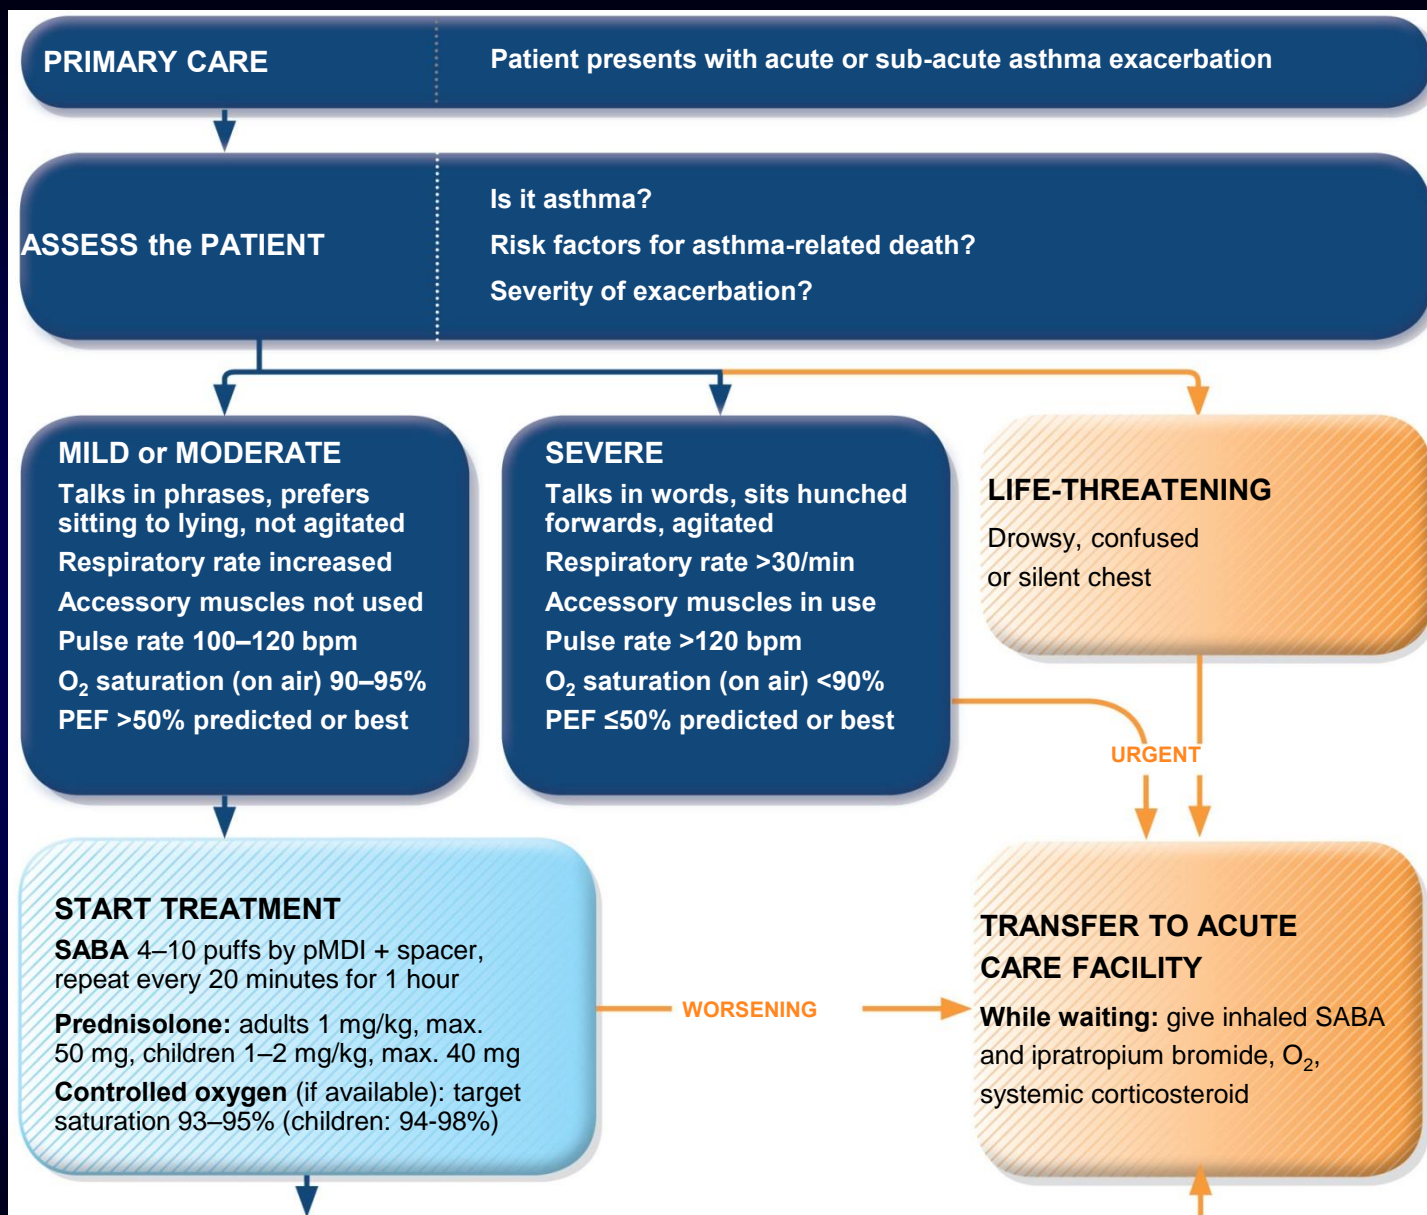 PRIMARY CARE
Patient presents with acute or sub-acute asthma exacerbation
ASSESS the PATIENT
Is it asthma?
Risk factors for asthma-related death?
Severity of exacerbation?
MILD or MODERATE
Talks in phrases, prefers
sitting to lying, not agitated
Respiratory rate increased
Accessory muscles not used
Pulse rate 100–120 bpm
O₂ saturation (on air) 90–95%
PEF >50% predicted or best
SEVERE
Talks in words, sits hunched
forwards, agitated
Respiratory rate >30/min
Accessory muscles in use
Pulse rate >120 bpm
O₂ saturation (on air) <90%
PEF ≤50% predicted or best
LIFE-THREATENING
Drowsy, confused
or silent chest
URGENT
START TREATMENT
SABA 4–10 puffs by pMDI + spacer,
repeat every 20 minutes for 1 hour
Prednisolone: adults 1 mg/kg, max.
50 mg, children 1–2 mg/kg, max. 40 mg
Controlled oxygen (if available): target
saturation 93–95% (children: 94-98%)
WORSENING
TRANSFER TO ACUTE
CARE FACILITY
While waiting: give inhaled SABA
and ipratropium bromide, O₂,
systemic corticosteroid